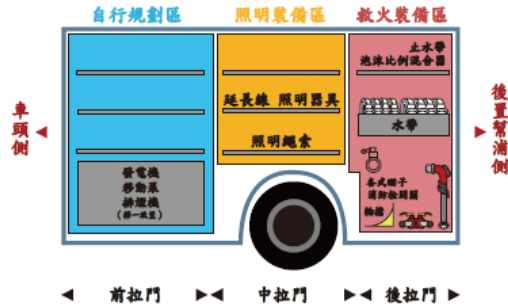 自行規劃區 照明裝備區 救火裝備區
止水帶
泡沫比例混合器
延長線 照明器具
水帶
照明繩索
車頭側
後置幫浦側
發電機
移動泵
排煙機
(擇一放置)
各式瞄子
消防栓開關
前拉門 中拉門 後拉門